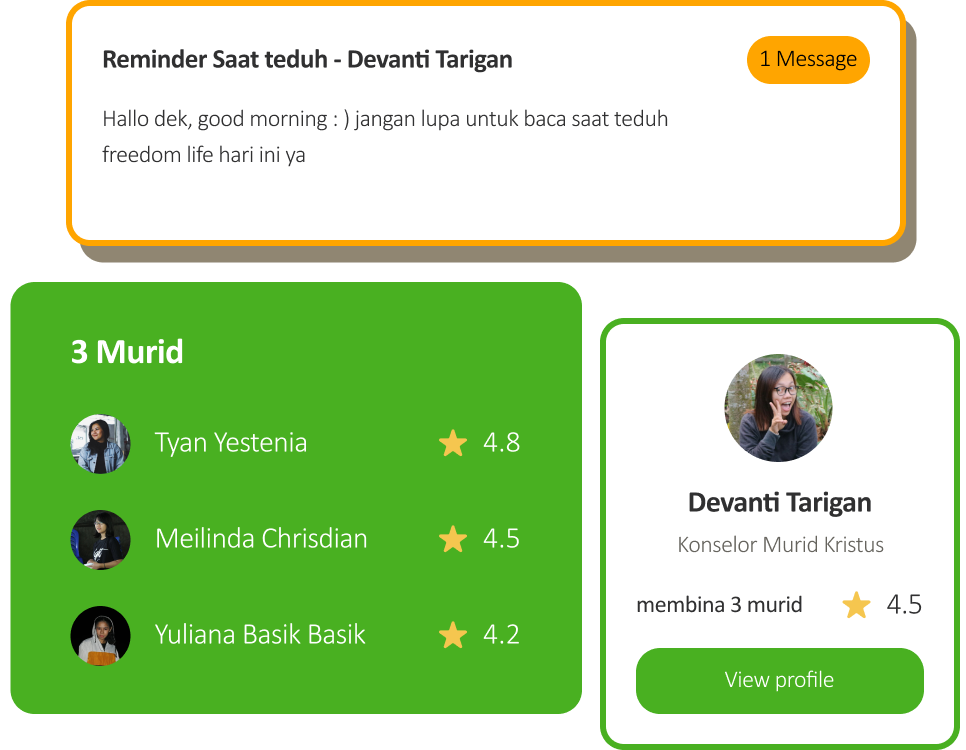 Reminder Saat teduh - Devanti Tarigan
1 Message
Hallo dek, good morning : ) jangan lupa untuk baca saat teduh
freedom life hari ini ya
3 Murid
Tyan Yestenia 4.8
Meilinda Chrisdian 4.5
Yuliana Basik Basik 4.2
Devanti Tarigan
Konselor Murid Kristus
membina 3 murid 4.5
View profile